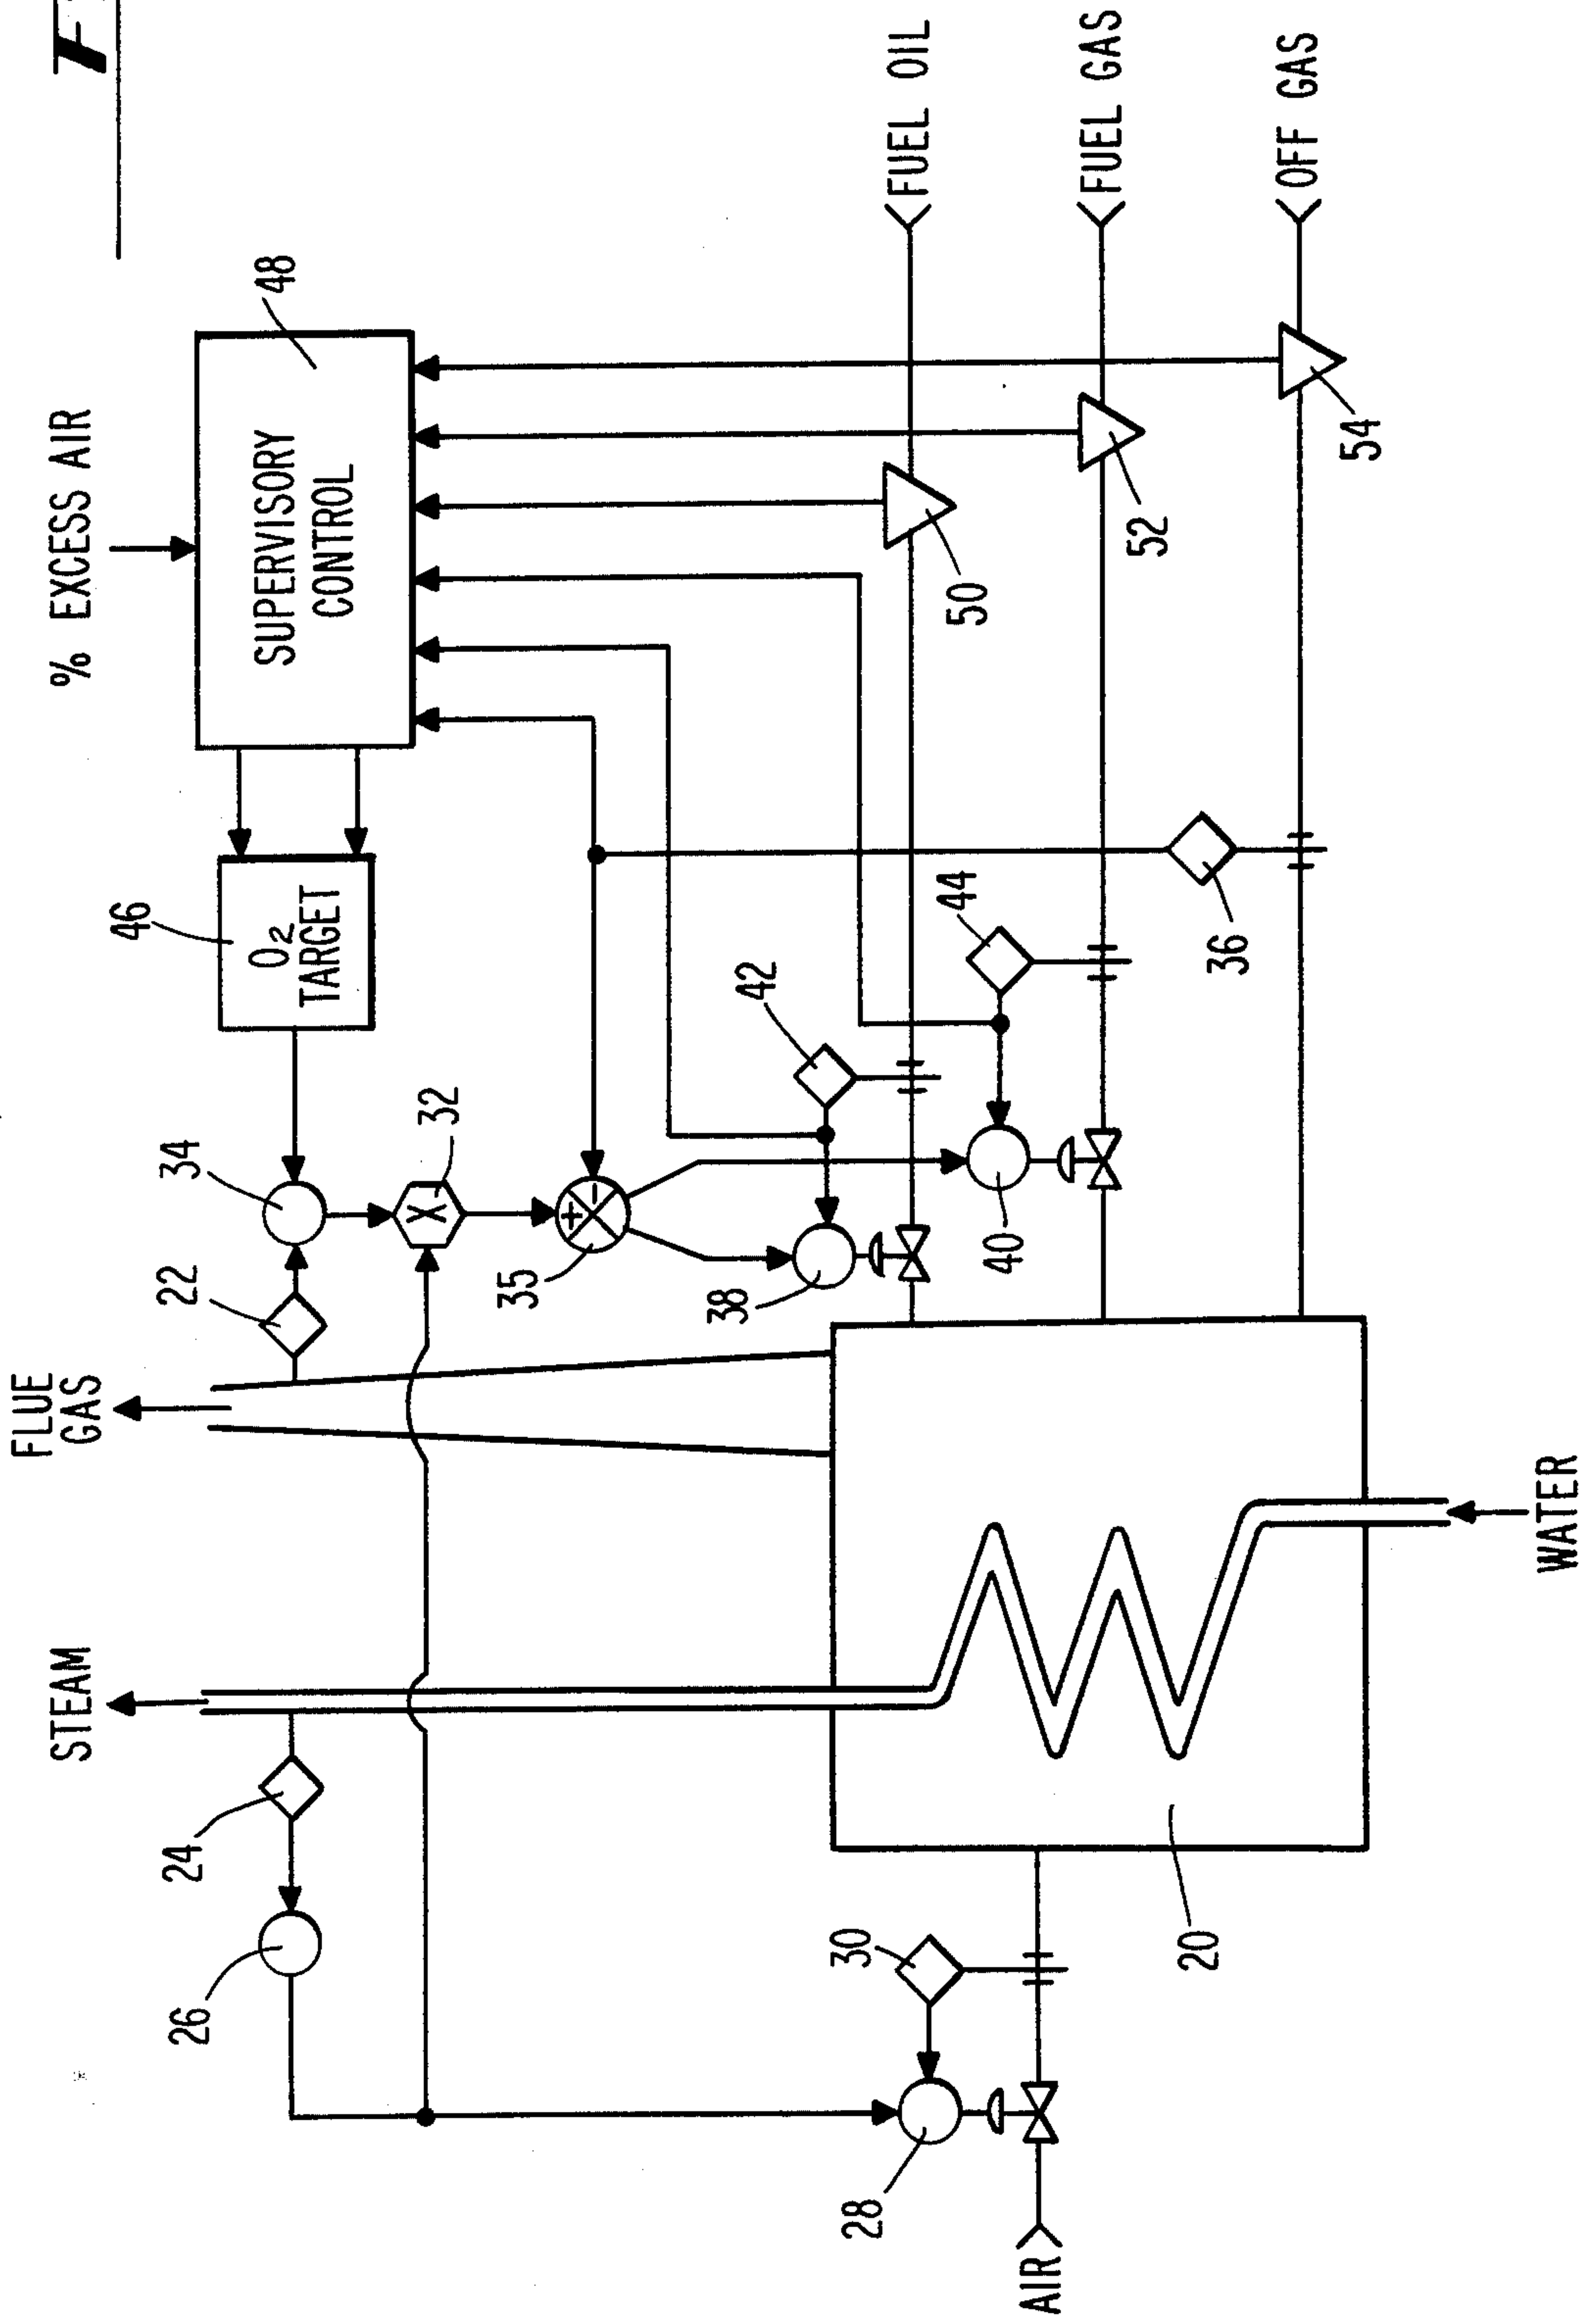 F
% EXCESS AIR
48
SUPERVISORY
CONTROL
46
O₂
TARGET
34
32
22
35
FLUE
GAS
STEAM
24
26
42
44
38
40
36
50
52
54
FUEL OIL
FUEL GAS
OFF GAS
30
28
20
AIR
WATER
X
+
−